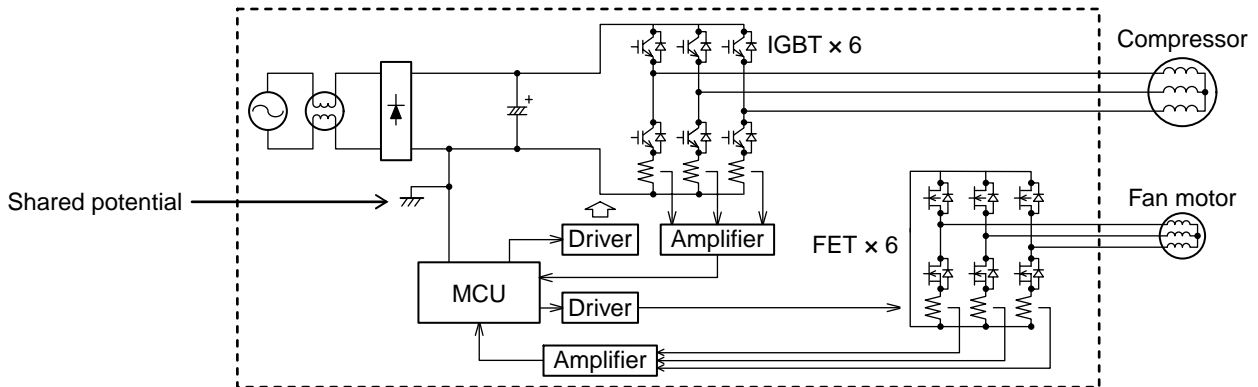 IGBT × 6
Compressor
Shared potential
Fan motor
Driver
Amplifier
FET × 6
MCU
Driver
Amplifier